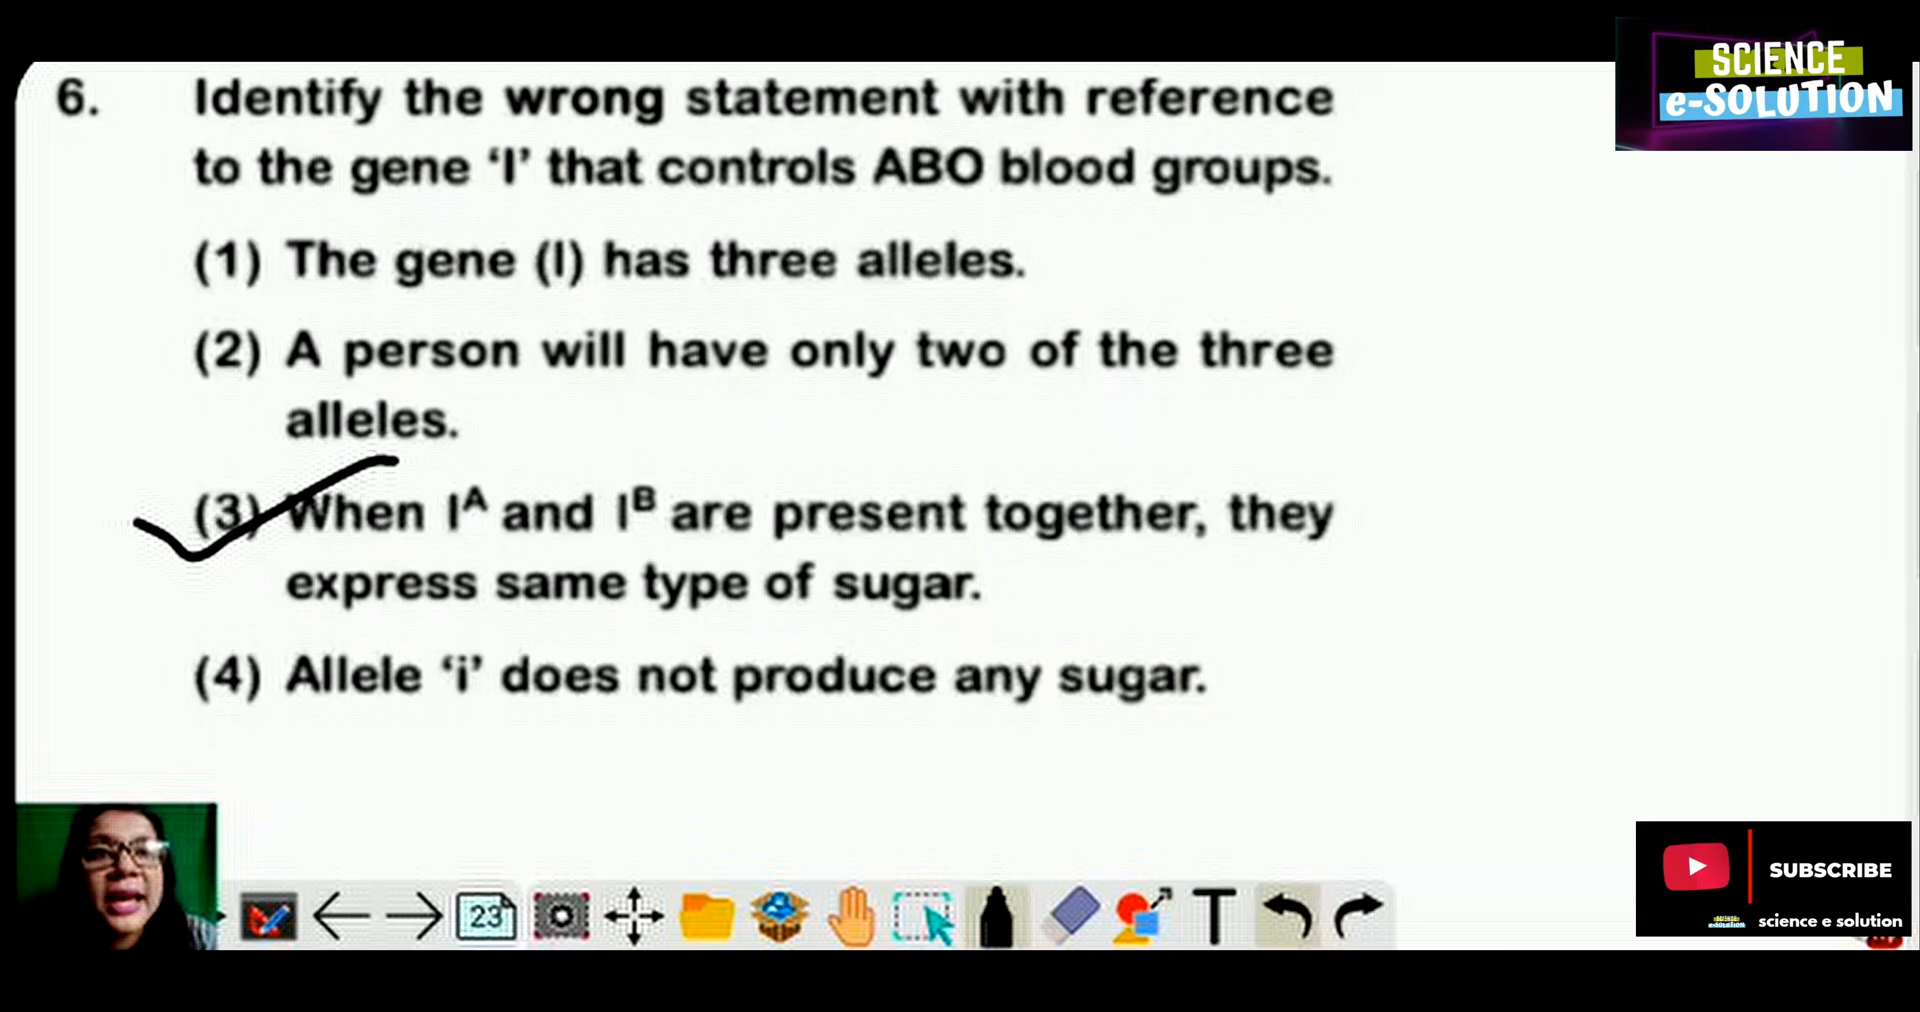 SCIENCE
e-SOLUTION
6. Identify the wrong statement with reference
to the gene ‘I’ that controls ABO blood groups.
(1) The gene (I) has three alleles.
(2) A person will have only two of the three
alleles.
(3) When Iᴬ and Iᴮ are present together, they
express same type of sugar.
(4) Allele ‘i’ does not produce any sugar.
23
T
SUBSCRIBE
science e solution